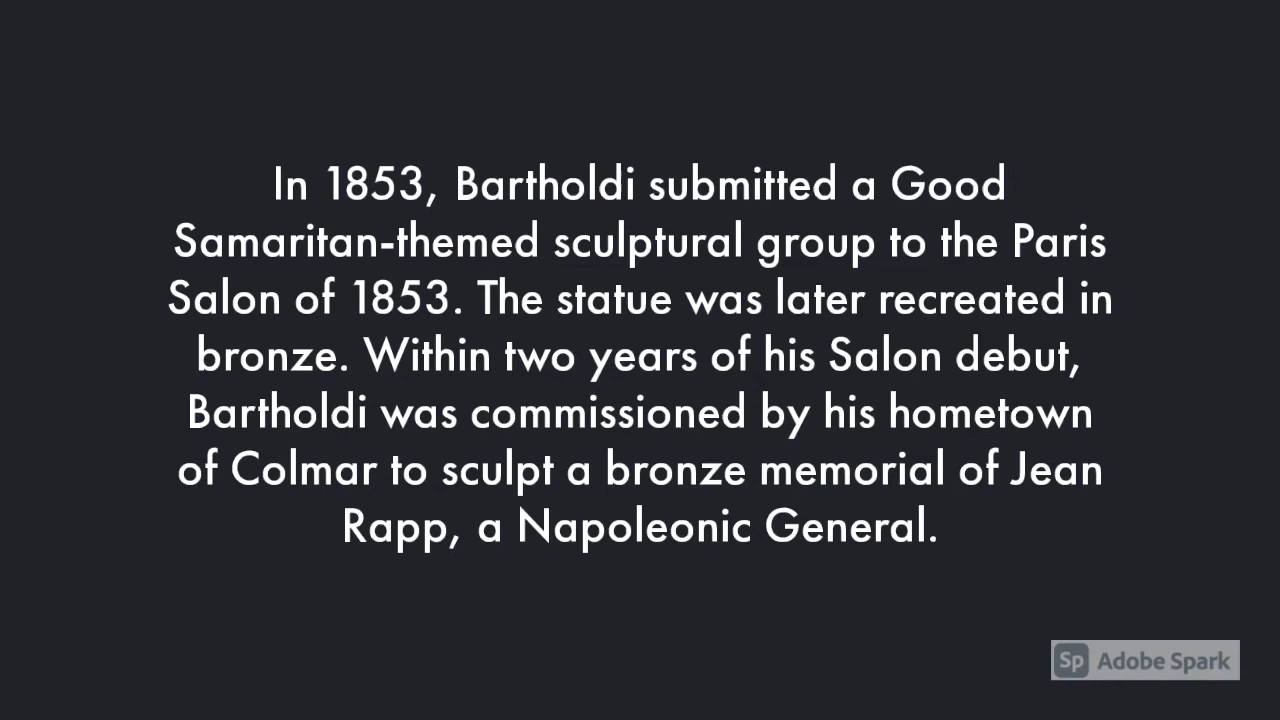 In 1853, Bartholdi submitted a Good
Samaritan-themed sculptural group to the Paris
Salon of 1853. The statue was later recreated in
bronze. Within two years of his Salon debut,
Bartholdi was commissioned by his hometown
of Colmar to sculpt a bronze memorial of Jean
Rapp, a Napoleonic General.
Sp Adobe Spark